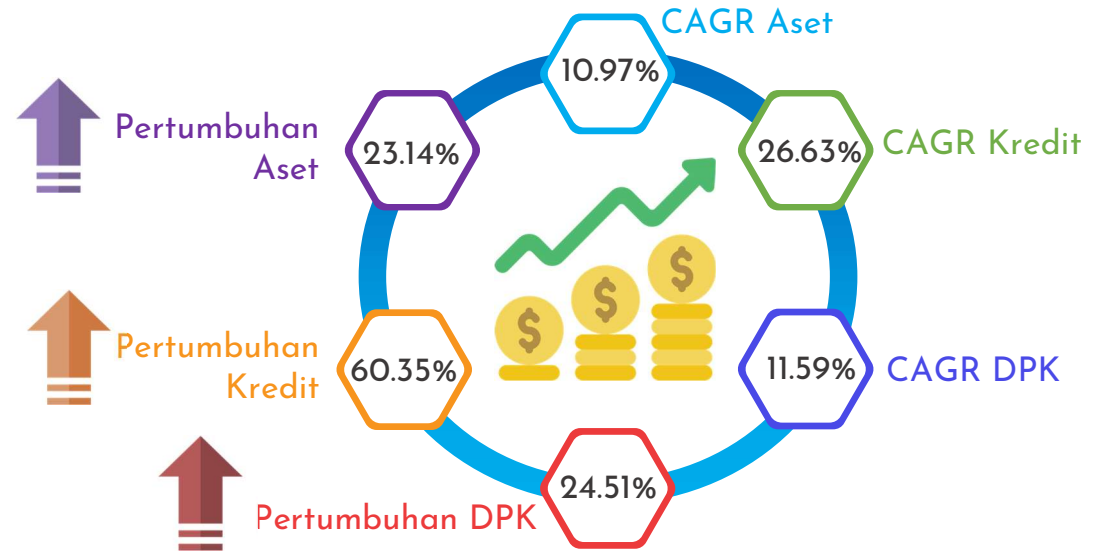 CAGR Aset
10.97%
Pertumbuhan
Aset
23.14%
26.63%
CAGR Kredit
$
$
$
Pertumbuhan
Kredit
60.35%
11.59%
CAGR DPK
24.51%
Pertumbuhan DPK